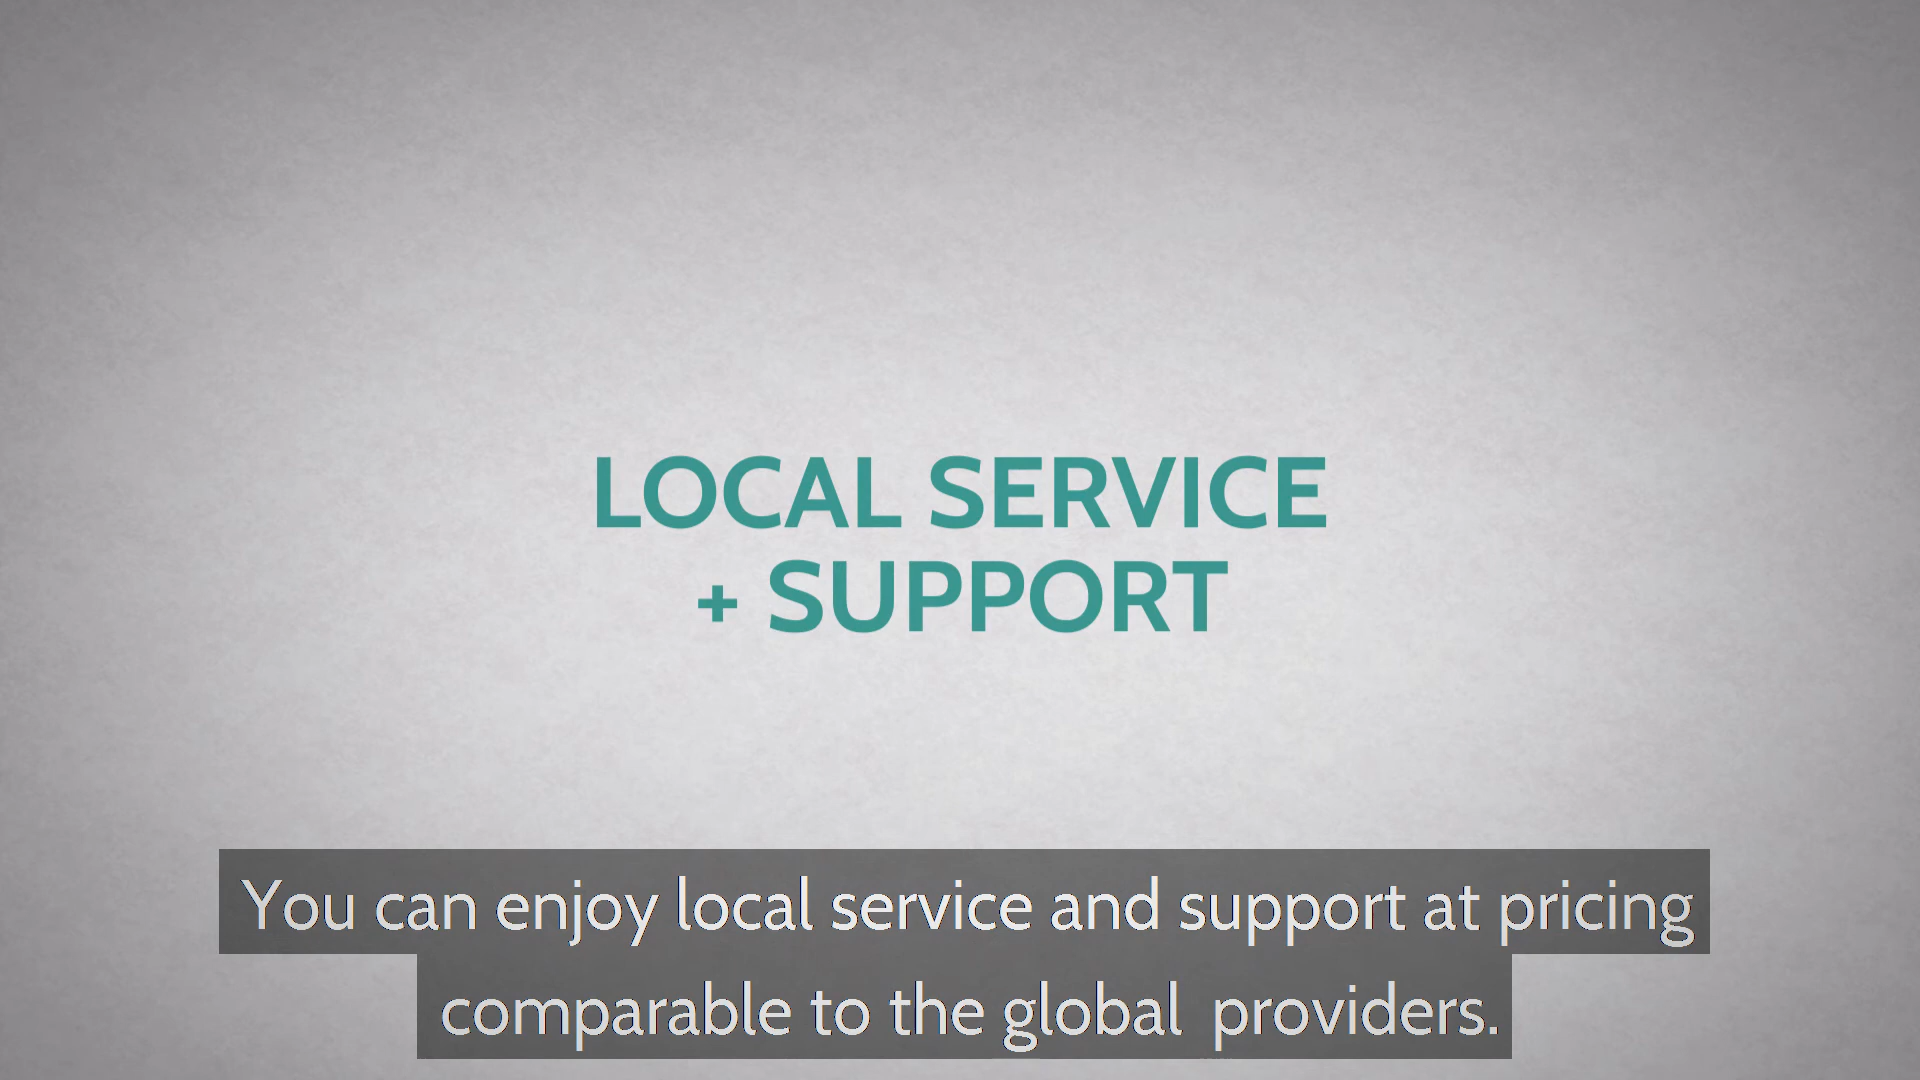 LOCAL SERVICE
+ SUPPORT
You can enjoy local service and support at pricing
comparable to the global  providers.